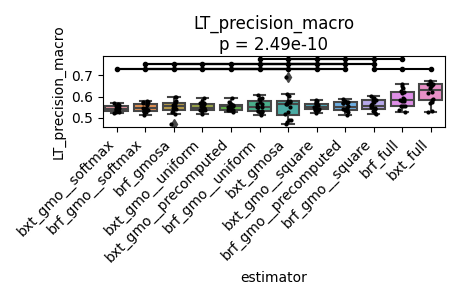 LT_precision_macro
p = 2.49e-10
LT_precision_macro
0.7
0.6
0.5
bxt_gmo__softmax
brf_gmo__softmax
brf_gmosa
bxt_gmo__uniform
bxt_gmo__precomputed
brf_gmo__uniform
bxt_gmosa
bxt_gmo__square
brf_gmo__precomputed
brf_gmo__square
brf_full
bxt_full
estimator